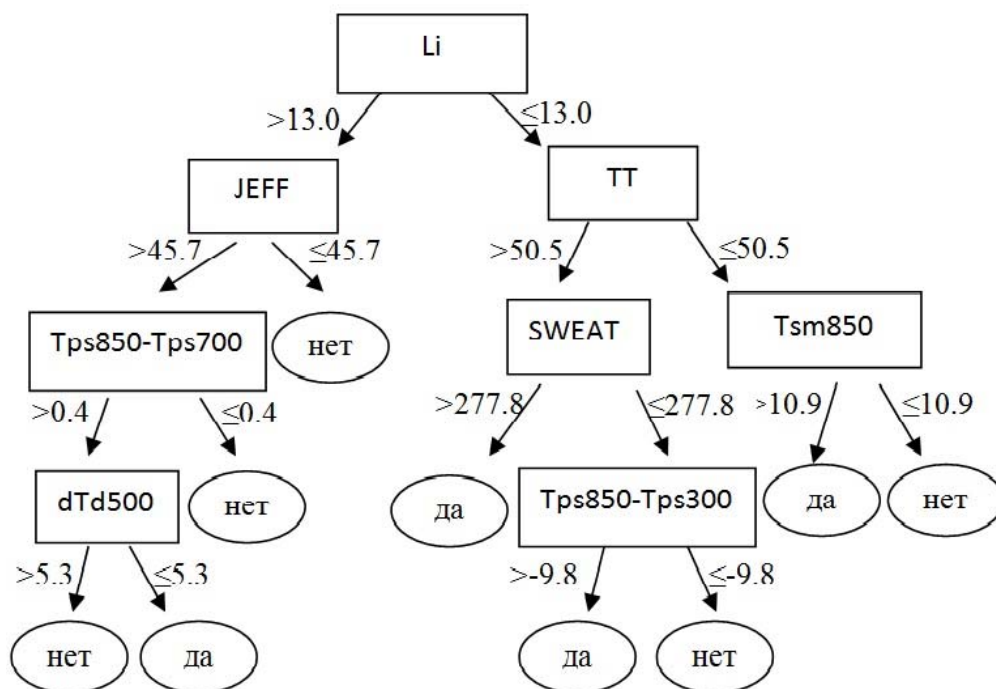 Li
>13.0
≤13.0
JEFF
TT
>45.7
≤45.7
>50.5
≤50.5
Tps850-Tps700
нет
SWEAT
Tsm850
>0.4
≤0.4
>277.8
≤277.8
>10.9
≤10.9
dTd500
нет
да
Tps850-Tps300
да
нет
>5.3
≤5.3
>-9.8
≤-9.8
нет
да
да
нет